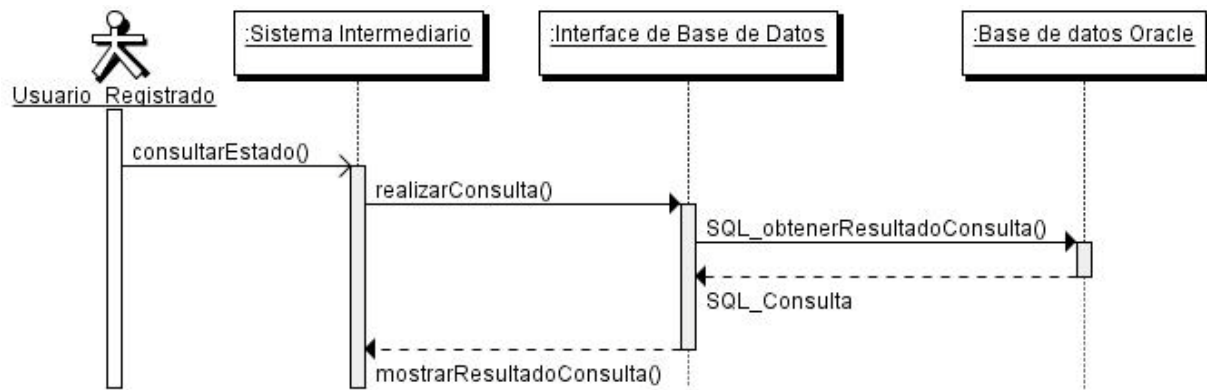 :Sistema Intermediario
:Interface de Base de Datos
:Base de datos Oracle
Usuario_Registrado
consultarEstado()
realizarConsulta()
SQL_obtenerResultadoConsulta()
SQL_Consulta
mostrarResultadoConsulta()